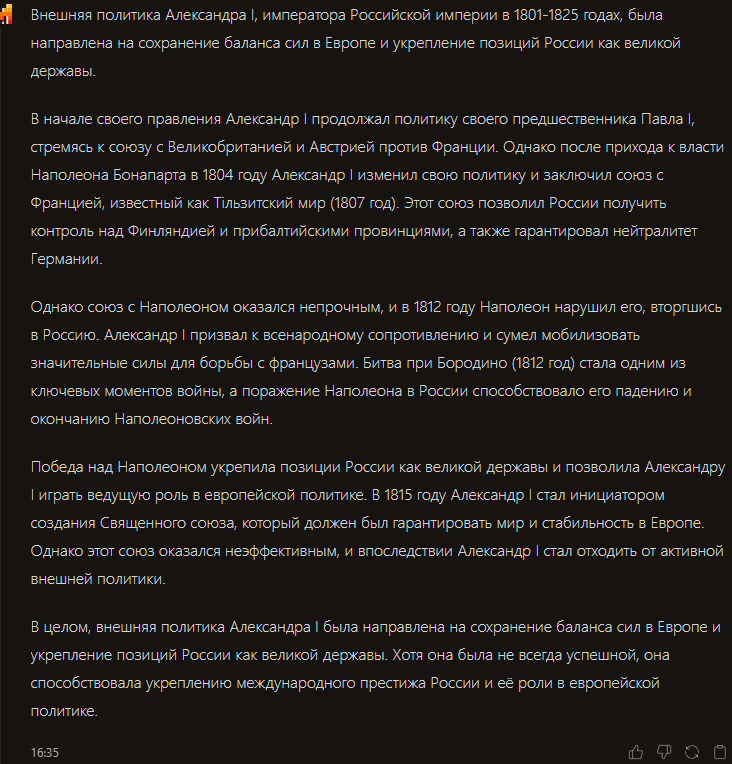 Внешняя политика Александра I, императора Российской империи в 1801-1825 годах, была
направлена на сохранение баланса сил в Европе и укрепление позиций России как великой
державы.
В начале своего правления Александр I продолжал политику своего предшественника Павла I,
стремясь к союзу с Великобританией и Австрией против Франции. Однако после прихода к власти
Наполеона Бонапарта в 1804 году Александр I изменил свою политику и заключил союз с
Францией, известный как Тільзитский мир (1807 год). Этот союз позволил России получить
контроль над Финляндией и прибалтийскими провинциями, а также гарантировал нейтралитет
Германии.
Однако союз с Наполеоном оказался непрочным, и в 1812 году Наполеон нарушил его, вторгшись
в Россию. Александр I призвал к всенародному сопротивлению и сумел мобилизовать
значительные силы для борьбы с французами. Битва при Бородино (1812 год) стала одним из
ключевых моментов войны, а поражение Наполеона в России способствовало его падению и
окончанию Наполеоновских войн.
Победа над Наполеоном укрепила позиции России как великой державы и позволила Александру
I играть ведущую роль в европейской политике. В 1815 году Александр I стал инициатором
создания Священного союза, который должен был гарантировать мир и стабильность в Европе.
Однако этот союз оказался неэффективным, и впоследствии Александр I стал отходить от активной
внешней политики.
В целом, внешняя политика Александра I была направлена на сохранение баланса сил в Европе и
укрепление позиций России как великой державы. Хотя она была не всегда успешной, она
способствовала укреплению международного престижа России и её роли в европейской
политике.
16:35